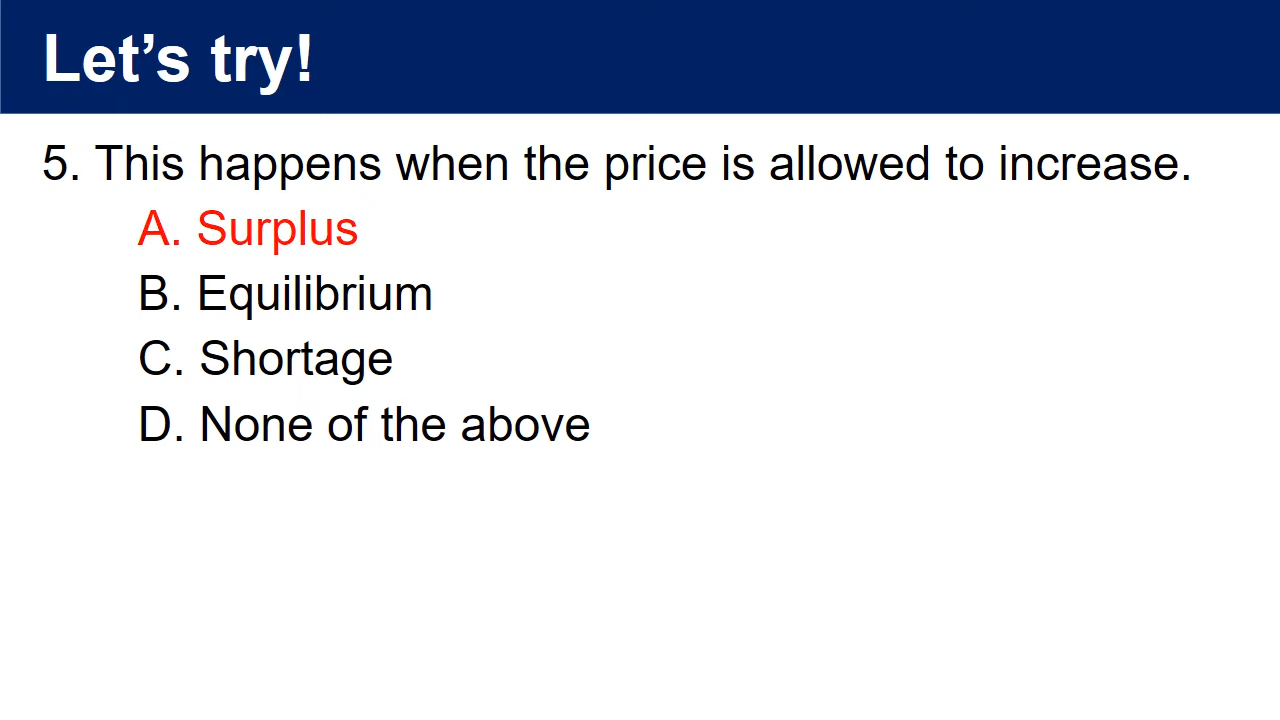 Let’s try!
5. This happens when the price is allowed to increase.
A. Surplus
B. Equilibrium
C. Shortage
D. None of the above